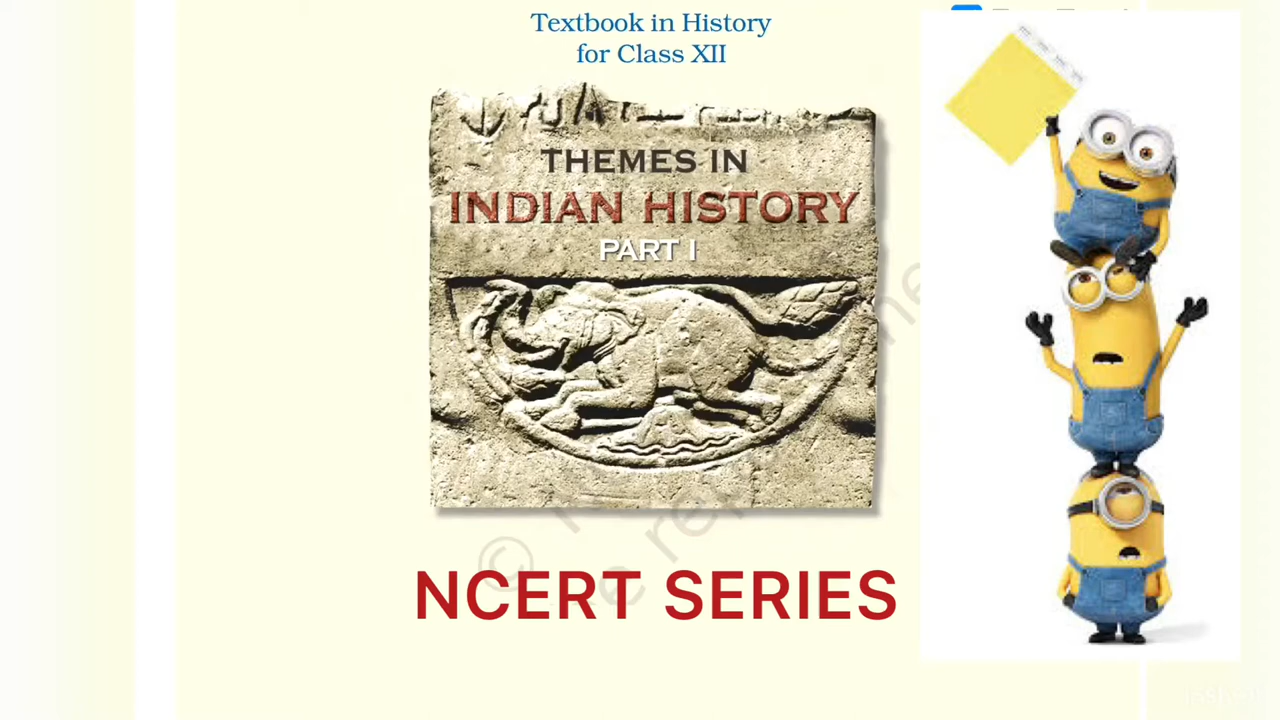 Textbook in History
for Class XII
THEMES IN
INDIAN HISTORY
PART I
NCERT SERIES